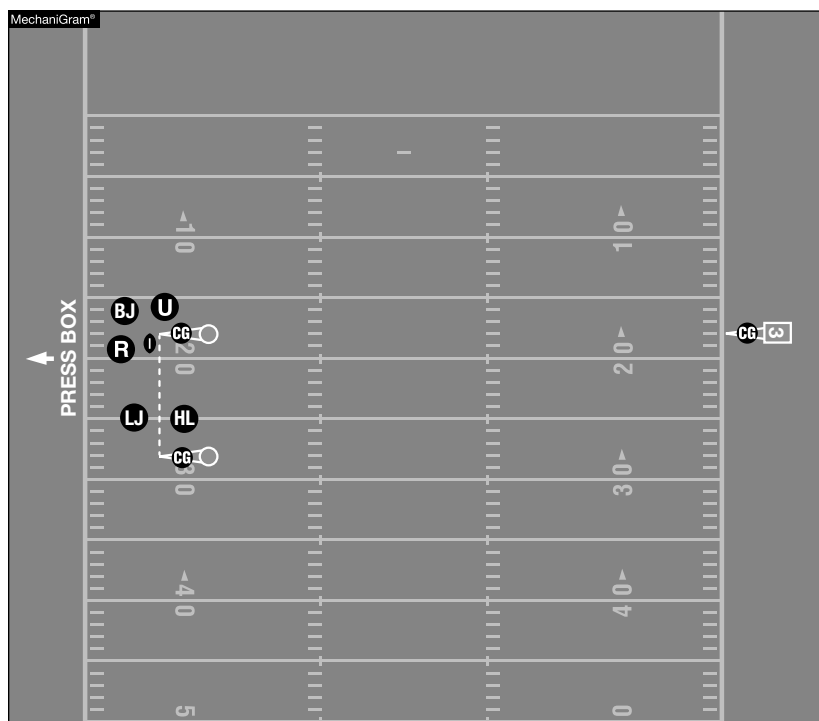 MechaniGram®
◄10
10►
BJ
U
PRESS BOX
CG
CG
3
R
20
20►
LJ
HL
CG
30
30►
◄40
40►
5
0